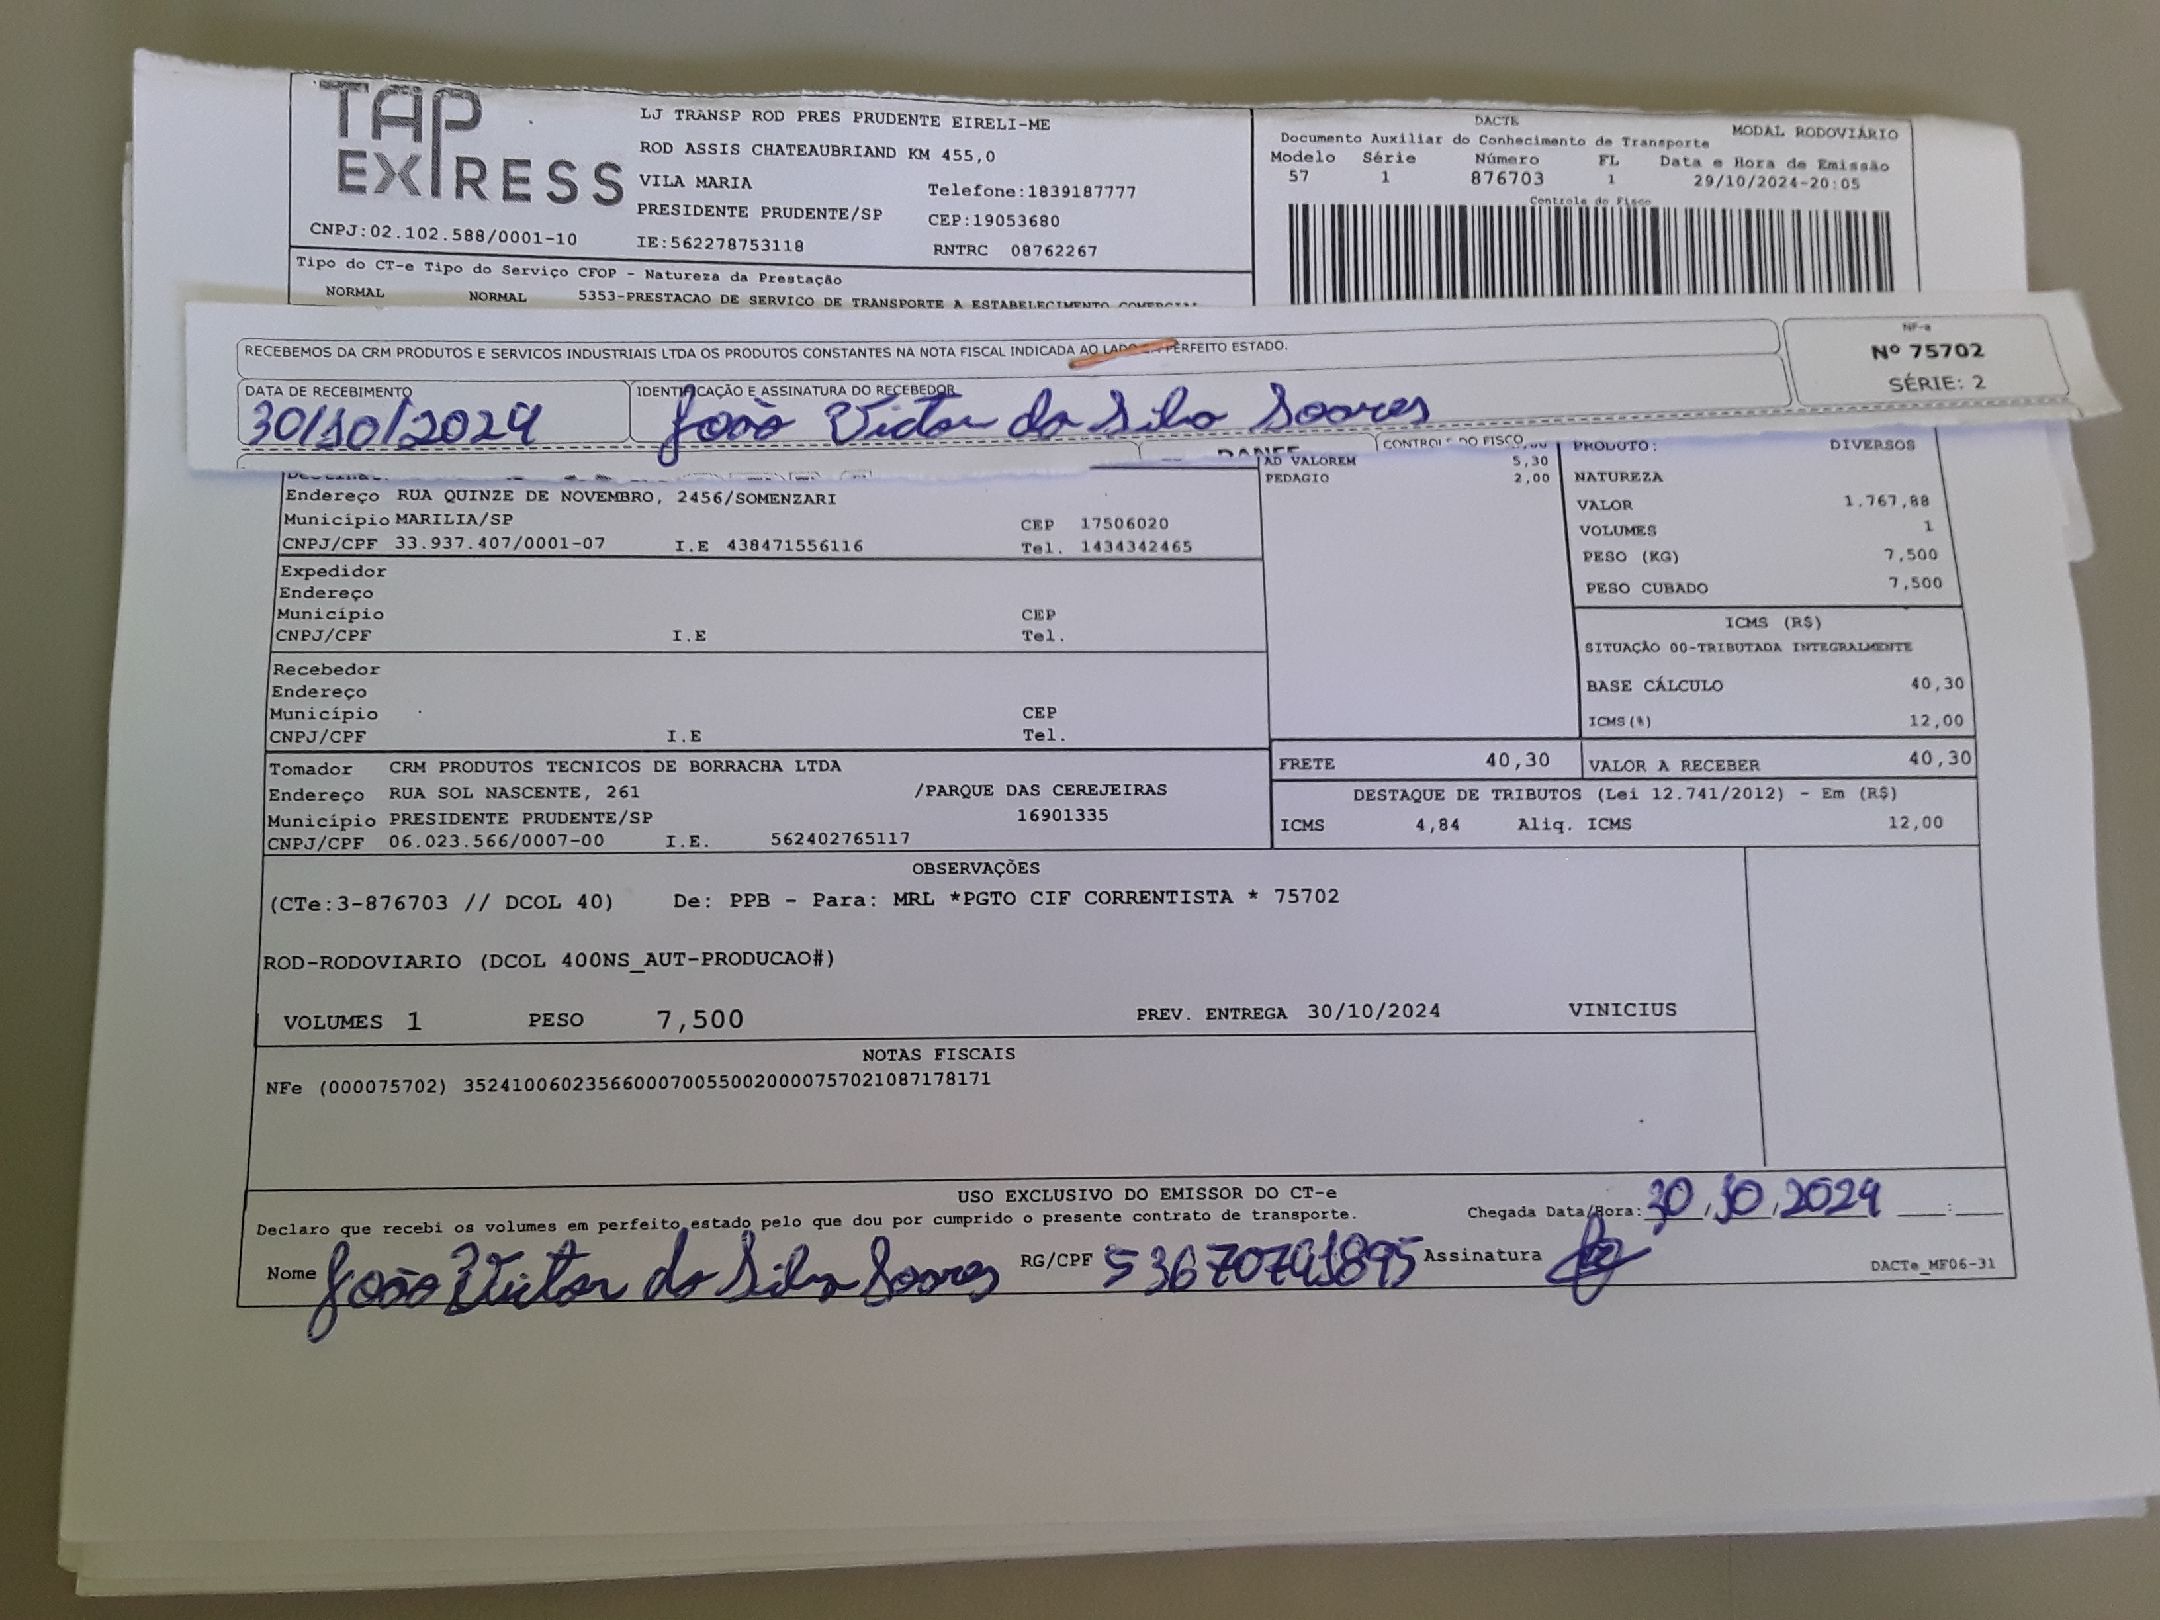 TAP EXPRESS
LJ TRANSP ROD PRES PRUDENTE EIRELI-ME
ROD ASSIS CHATEAUBRIAND KM 455,0
VILA MARIA Telefone:1839187777
PRESIDENTE PRUDENTE/SP CEP:19053680
CNPJ:02.102.588/0001-10 IE:562278753118 RNTRC 08762267
DACTE
Documento Auxiliar do Conhecimento de Transporte MODAL RODOVIÁRIO
Modelo Série Número FL Data e Hora de Emissão
57 1 876703 1 29/10/2024-20:05
Controle do Fisco
Tipo do CT-e Tipo do Serviço CFOP - Natureza da Prestação
NORMAL NORMAL 5353-PRESTACAO DE SERVICO DE TRANSPORTE A ESTABELECIMENTO COMERCIAL
RECEBEMOS DA CRM PRODUTOS E SERVICOS INDUSTRIAIS LTDA OS PRODUTOS CONSTANTES NA NOTA FISCAL INDICADA AO LADO EM PERFEITO ESTADO.
NF-e
Nº 75702
SÉRIE: 2
DATA DE RECEBIMENTO IDENTIFICAÇÃO E ASSINATURA DO RECEBEDOR
30/10/2024 João Victor da Silva Soares
DANFE CONTROLE DO FISCO
AD VALOREM 5,30
PEDAGIO 2,00
PRODUTO: DIVERSOS
NATUREZA
VALOR 1.767,88
VOLUMES 1
PESO (KG) 7,500
PESO CUBADO 7,500
Endereço RUA QUINZE DE NOVEMBRO, 2456/SOMENZARI
Município MARILIA/SP CEP 17506020
CNPJ/CPF 33.937.407/0001-07 I.E 438471556116 Tel. 1434342465
Expedidor
Endereço
Município CEP
CNPJ/CPF I.E Tel.
ICMS (R$)
SITUAÇÃO 00-TRIBUTADA INTEGRALMENTE
BASE CÁLCULO 40,30
ICMS(%) 12,00
Recebedor
Endereço
Município CEP
CNPJ/CPF I.E Tel.
FRETE 40,30 VALOR A RECEBER 40,30
Tomador CRM PRODUTOS TECNICOS DE BORRACHA LTDA
Endereço RUA SOL NASCENTE, 261 /PARQUE DAS CEREJEIRAS
Município PRESIDENTE PRUDENTE/SP 16901335
CNPJ/CPF 06.023.566/0007-00 I.E. 562402765117
DESTAQUE DE TRIBUTOS (Lei 12.741/2012) - Em (R$)
ICMS 4,84 Aliq. ICMS 12,00
OBSERVAÇÕES
(CTe:3-876703 // DCOL 40) De: PPB - Para: MRL *PGTO CIF CORRENTISTA * 75702
ROD-RODOVIARIO (DCOL 400NS_AUT-PRODUCAO#)
VOLUMES 1 PESO 7,500 PREV. ENTREGA 30/10/2024 VINICIUS
NOTAS FISCAIS
NFe (000075702) 35241006023566000700550020000757021087178171
USO EXCLUSIVO DO EMISSOR DO CT-e
Declaro que recebi os volumes em perfeito estado pelo que dou por cumprido o presente contrato de transporte. Chegada Data/Hora: 30/10/2024 __:__
Nome João Victor da Silva Soares RG/CPF 53670791895 Assinatura
DACTe_MF06-31